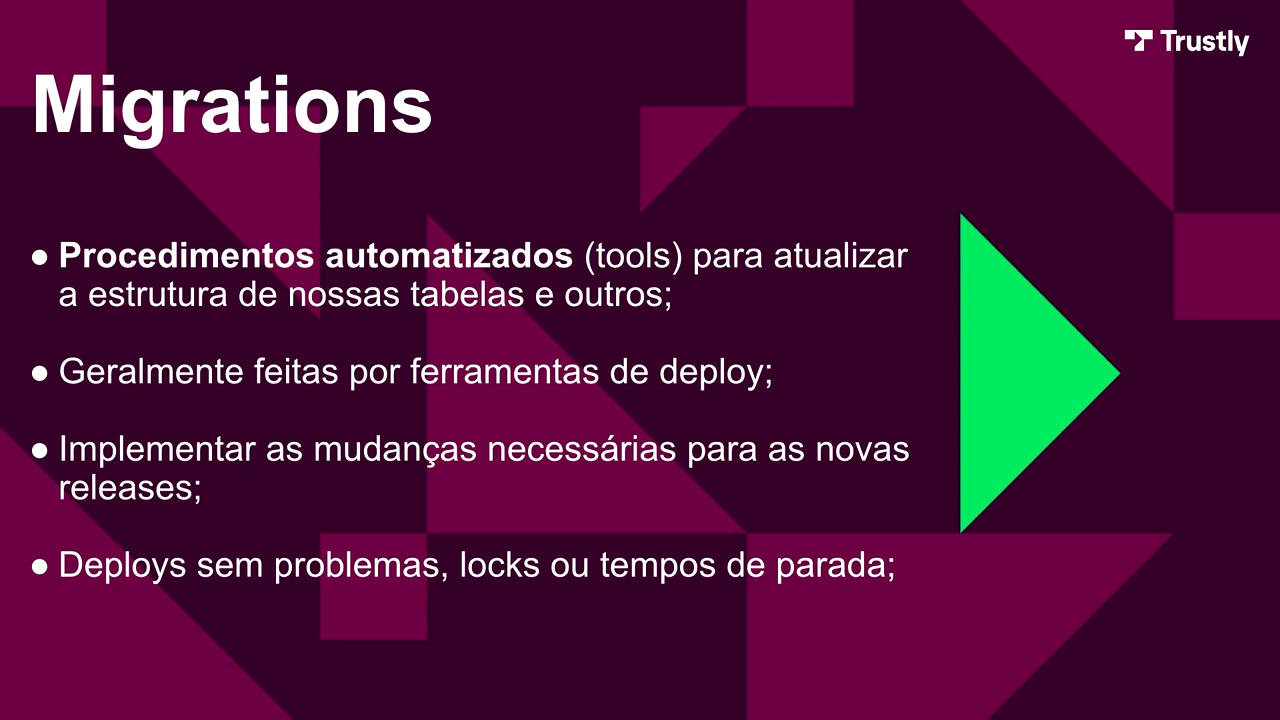 Trustly
Migrations
● Procedimentos automatizados (tools) para atualizar
a estrutura de nossas tabelas e outros;
● Geralmente feitas por ferramentas de deploy;
● Implementar as mudanças necessárias para as novas
releases;
● Deploys sem problemas, locks ou tempos de parada;